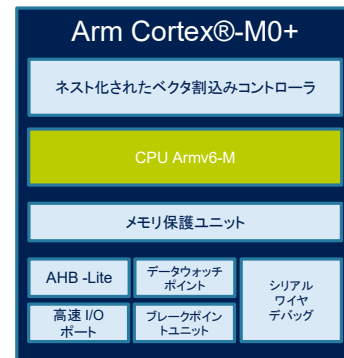 Arm Cortex®-M0+
ネスト化されたベクタ割込みコントローラ
CPU Armv6-M
メモリ保護ユニット
AHB -Lite
データウォッチ
ポイント
シリアル
ワイヤ
デバッグ
高速 I/O
ポート
ブレークポイン
トユニット